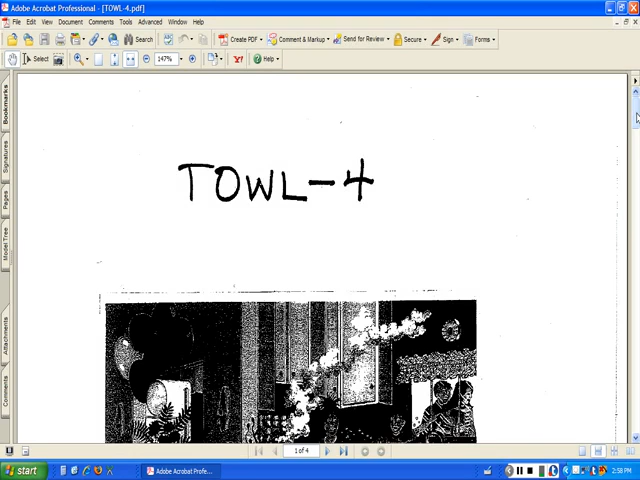 Adobe Acrobat Professional - [TOWL-4.pdf]
File Edit View Document Comments Tools Advanced Window Help
Search Create PDF Comment & Markup Send for Review Secure Sign Forms
Select 147% Y! Help
Bookmarks
Signatures
Pages
Model Tree
Attachments
Comments
TOWL-4
1 of 4
start Adobe Acrobat Profe... 2:58 PM